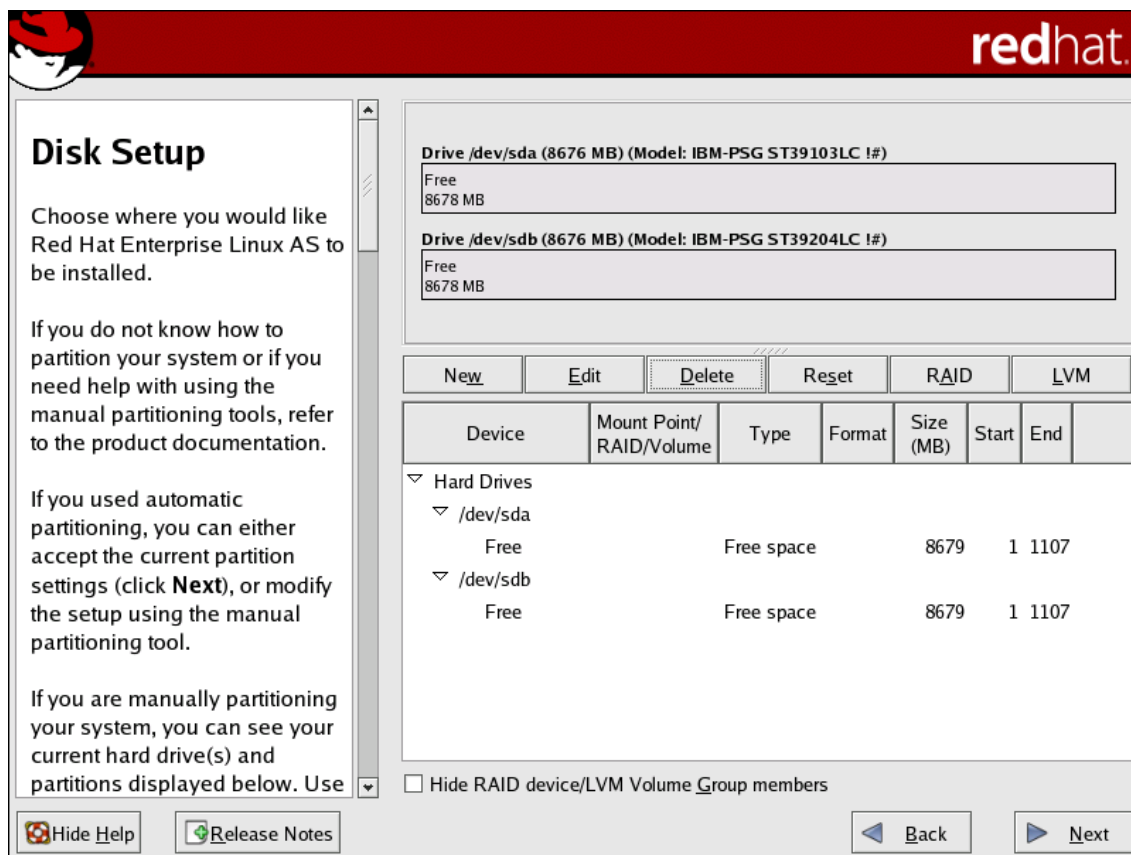 redhat.
Disk Setup
Choose where you would like
Red Hat Enterprise Linux AS to
be installed.
If you do not know how to
partition your system or if you
need help with using the
manual partitioning tools, refer
to the product documentation.
If you used automatic
partitioning, you can either
accept the current partition
settings (click Next), or modify
the setup using the manual
partitioning tool.
If you are manually partitioning
your system, you can see your
current hard drive(s) and
partitions displayed below. Use
Drive /dev/sda (8676 MB) (Model: IBM-PSG ST39103LC !#)
Free
8678 MB
Drive /dev/sdb (8676 MB) (Model: IBM-PSG ST39204LC !#)
Free
8678 MB
New Edit Delete Reset RAID LVM
Device Mount Point/ RAID/Volume Type Format Size (MB) Start End
Hard Drives
/dev/sda
Free Free space 8679 1 1107
/dev/sdb
Free Free space 8679 1 1107
Hide RAID device/LVM Volume Group members
Hide Help Release Notes Back Next